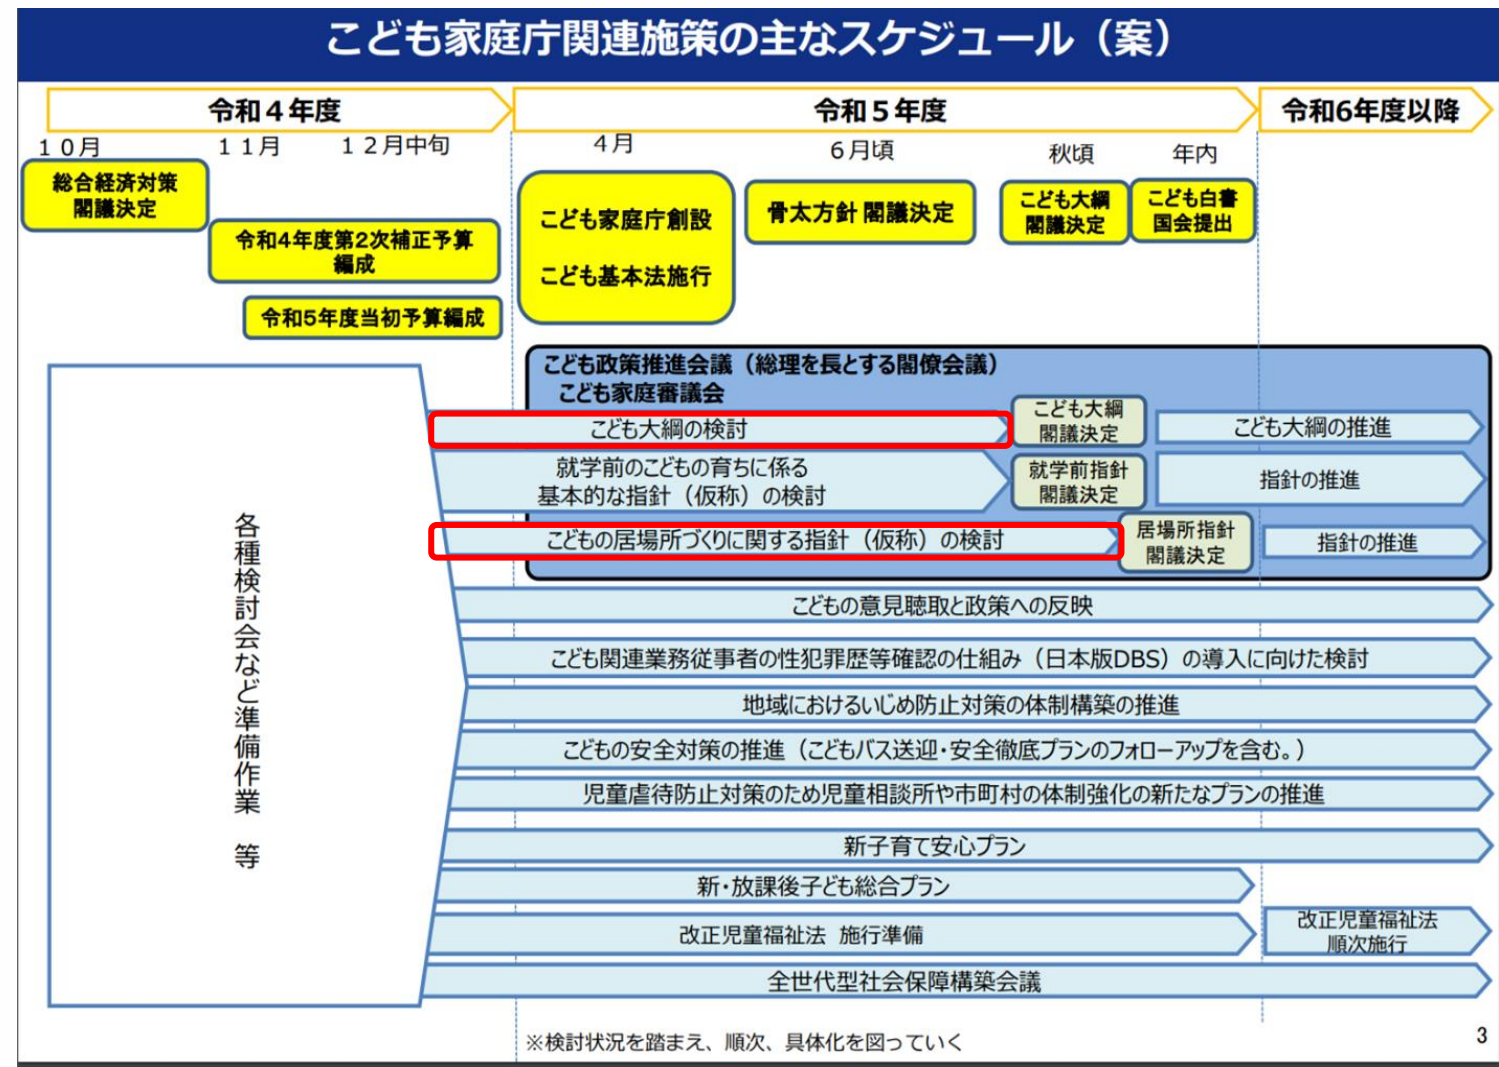 こども家庭庁関連施策の主なスケジュール（案）
令和４年度
令和５年度
令和6年度以降
１０月
１１月
１２月中旬
４月
６月頃
秋頃
年内
総合経済対策
閣議決定
令和4年度第2次補正予算
編成
令和5年度当初予算編成
こども家庭庁創設
こども基本法施行
骨太方針 閣議決定
こども大綱
閣議決定
こども白書
国会提出
各種検討会など準備作業　等
こども政策推進会議（総理を長とする閣僚会議）
こども家庭審議会
こども大綱の検討
こども大綱
閣議決定
こども大綱の推進
就学前のこどもの育ちに係る
基本的な指針（仮称）の検討
就学前指針
閣議決定
指針の推進
こどもの居場所づくりに関する指針（仮称）の検討
居場所指針
閣議決定
指針の推進
こどもの意見聴取と政策への反映
こども関連業務従事者の性犯罪歴等確認の仕組み（日本版DBS）の導入に向けた検討
地域におけるいじめ防止対策の体制構築の推進
こどもの安全対策の推進（こどもバス送迎・安全徹底プランのフォローアップを含む。）
児童虐待防止対策のため児童相談所や市町村の体制強化の新たなプランの推進
新子育て安心プラン
新・放課後子ども総合プラン
改正児童福祉法 施行準備
改正児童福祉法
順次施行
全世代型社会保障構築会議
※検討状況を踏まえ、順次、具体化を図っていく
3